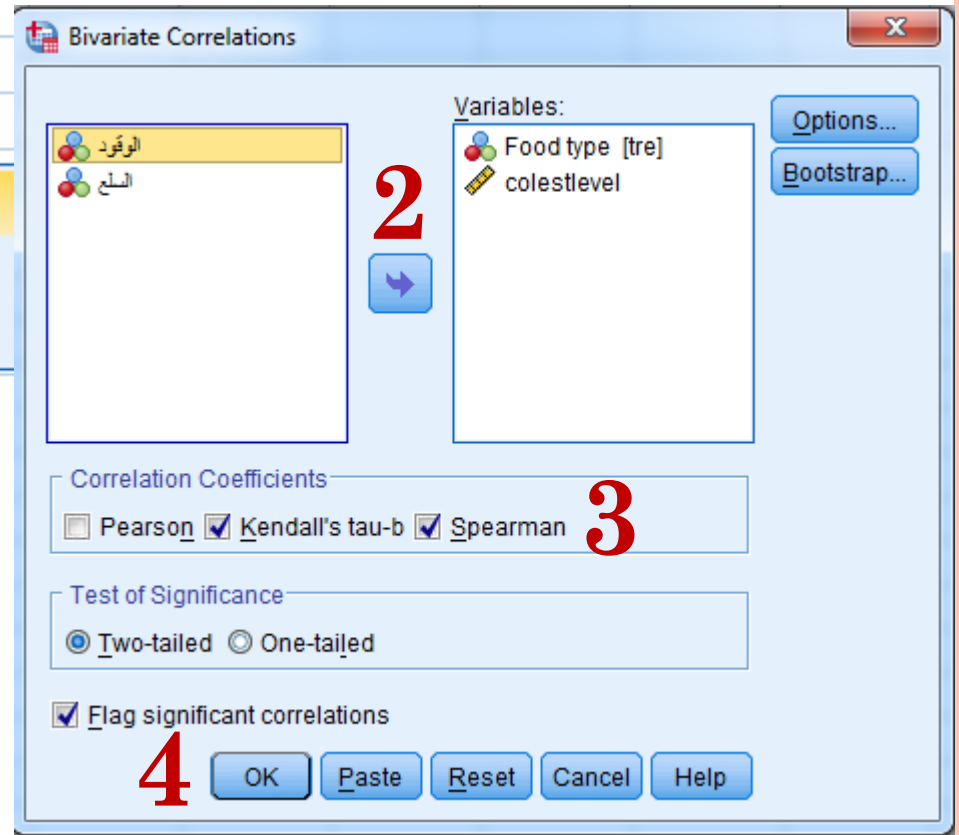 Bivariate Correlations
x
Variables:
الوقود
السلع
2
Food type [tre]
colestlevel
Options...
Bootstrap...
Correlation Coefficients
Pearson Kendall's tau-b Spearman 3
Test of Significance
Two-tailed One-tailed
Flag significant correlations
4
OK Paste Reset Cancel Help